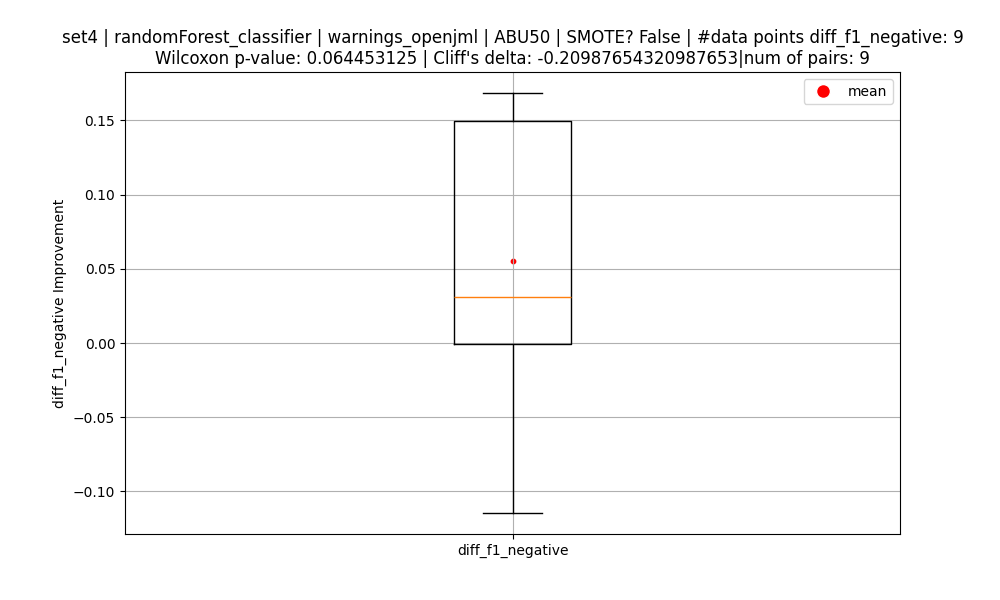 set4 | randomForest_classifier | warnings_openjml | ABU50 | SMOTE? False | #data points diff_f1_negative: 9
Wilcoxon p-value: 0.064453125 | Cliff's delta: -0.20987654320987653|num of pairs: 9
mean
0.15
0.10
0.05
0.00
−0.05
−0.10
diff_f1_negative Improvement
diff_f1_negative